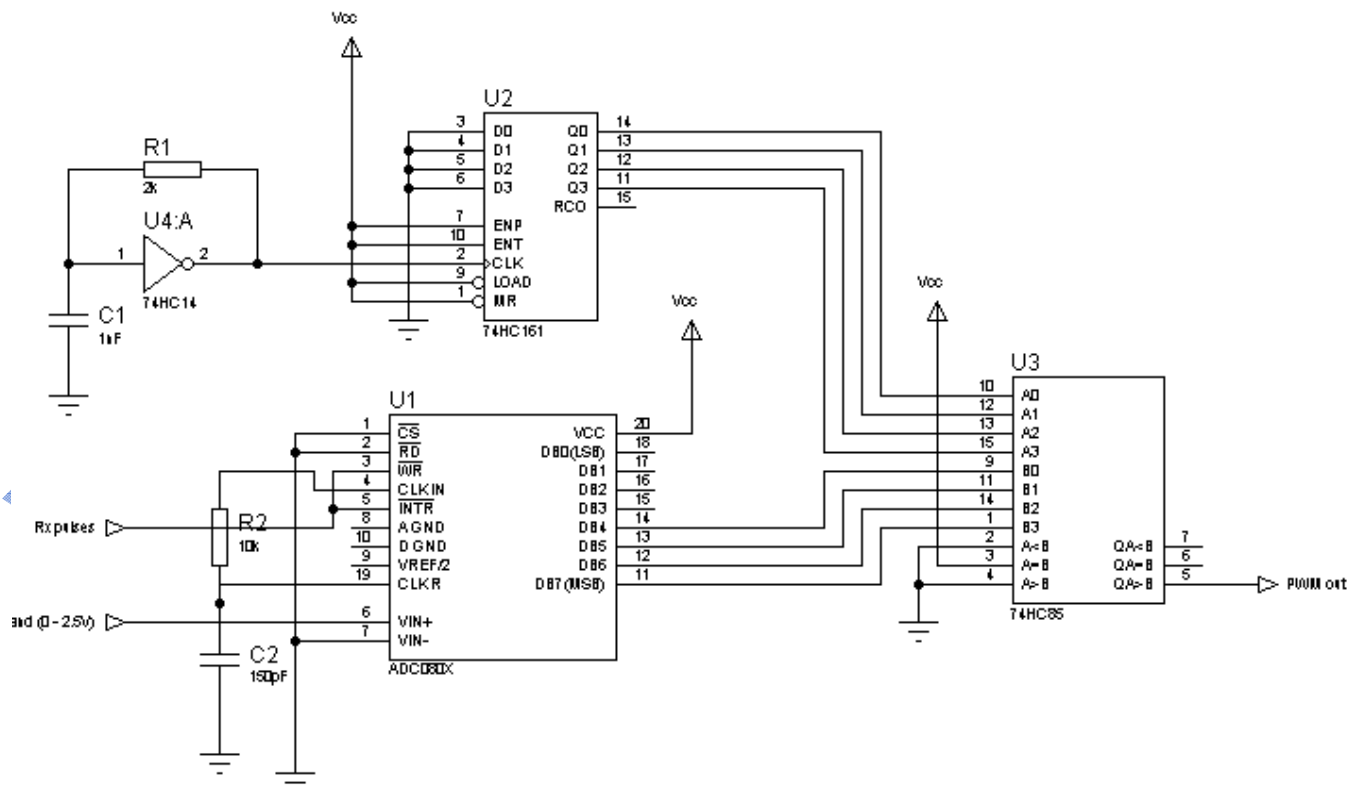 Vcc
U2
3 D0 Q0 14
4 D1 Q1 13
5 D2 Q2 12
6 D3 Q3 11
RCO 15
7 ENP
10 ENT
2 CLK
9 LOAD
1 MR
74HC161
R1
2k
U4:A
1 2
74HC14
C1
1nF
Vcc
Vcc
U1
1 CS VCC 20
2 RD DB0(LSB) 18
3 WR DB1 17
4 CLKIN DB2 16
5 INTR DB3 15
8 AGND DB4 14
10 DGND DB5 13
9 VREF/2 DB6 12
19 CLKR DB7(MSB) 11
6 VIN+
7 VIN-
ADC080X
Rx pulses
R2
10k
(0 - 2.5V)
C2
150pF
U3
10 A0
12 A1
13 A2
15 A3
9 B0
11 B1
14 B2
1 B3
2 A<B QA<B 7
3 A=B QA=B 6
4 A>B QA>B 5
74HC85
PWM out